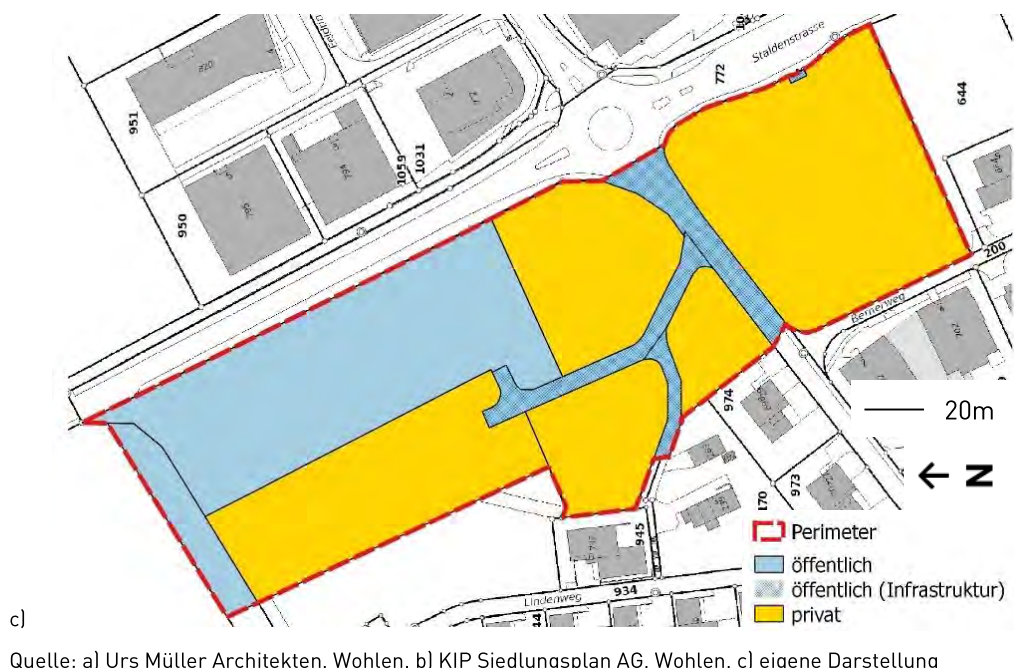 Staldenstrasse
772
644
951
1059
1031
950
200
Bernerweg
20m
N
974
973
170
945
Perimeter
öffentlich
öffentlich (Infrastruktur)
privat
Lindenweg
934
44
c)
Quelle: a) Urs Müller Architekten, Wohlen, b) KIP Siedlungsplan AG, Wohlen, c) eigene Darstellung